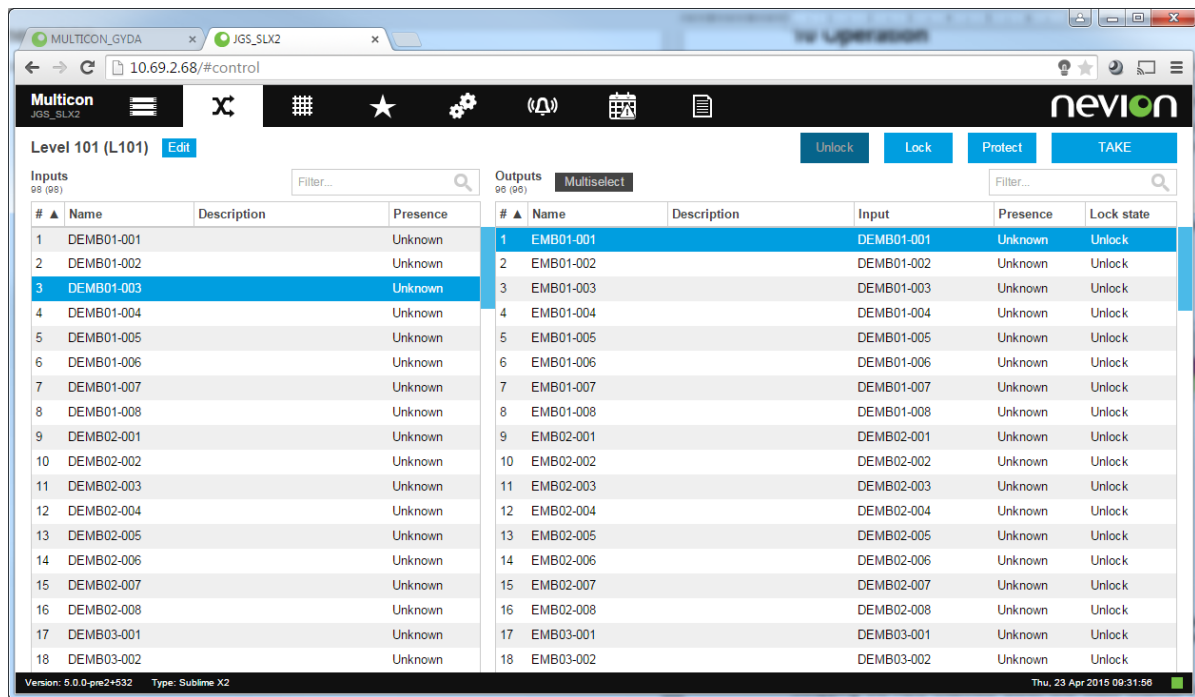 To Operation
MULTICON_GYDA
JGS_SLX2
10.69.2.68/#control
Multicon
JGS_SLX2
nevion
Level 101 (L101) Edit Unlock Lock Protect TAKE
Inputs
98 (98)
Filter...
Outputs
96 (96)
Multiselect
Filter...
# ▲ Name Description Presence # ▲ Name Description Input Presence Lock state
1 DEMB01-001 Unknown 1 EMB01-001 DEMB01-001 Unknown Unlock
2 DEMB01-002 Unknown 2 EMB01-002 DEMB01-002 Unknown Unlock
3 DEMB01-003 Unknown 3 EMB01-003 DEMB01-003 Unknown Unlock
4 DEMB01-004 Unknown 4 EMB01-004 DEMB01-004 Unknown Unlock
5 DEMB01-005 Unknown 5 EMB01-005 DEMB01-005 Unknown Unlock
6 DEMB01-006 Unknown 6 EMB01-006 DEMB01-006 Unknown Unlock
7 DEMB01-007 Unknown 7 EMB01-007 DEMB01-007 Unknown Unlock
8 DEMB01-008 Unknown 8 EMB01-008 DEMB01-008 Unknown Unlock
9 DEMB02-001 Unknown 9 EMB02-001 DEMB02-001 Unknown Unlock
10 DEMB02-002 Unknown 10 EMB02-002 DEMB02-002 Unknown Unlock
11 DEMB02-003 Unknown 11 EMB02-003 DEMB02-003 Unknown Unlock
12 DEMB02-004 Unknown 12 EMB02-004 DEMB02-004 Unknown Unlock
13 DEMB02-005 Unknown 13 EMB02-005 DEMB02-005 Unknown Unlock
14 DEMB02-006 Unknown 14 EMB02-006 DEMB02-006 Unknown Unlock
15 DEMB02-007 Unknown 15 EMB02-007 DEMB02-007 Unknown Unlock
16 DEMB02-008 Unknown 16 EMB02-008 DEMB02-008 Unknown Unlock
17 DEMB03-001 Unknown 17 EMB03-001 DEMB03-001 Unknown Unlock
18 DEMB03-002 Unknown 18 EMB03-002 DEMB03-002 Unknown Unlock
Version: 5.0.0-pre2+532 Type: Sublime X2 Thu, 23 Apr 2015 09:31:56